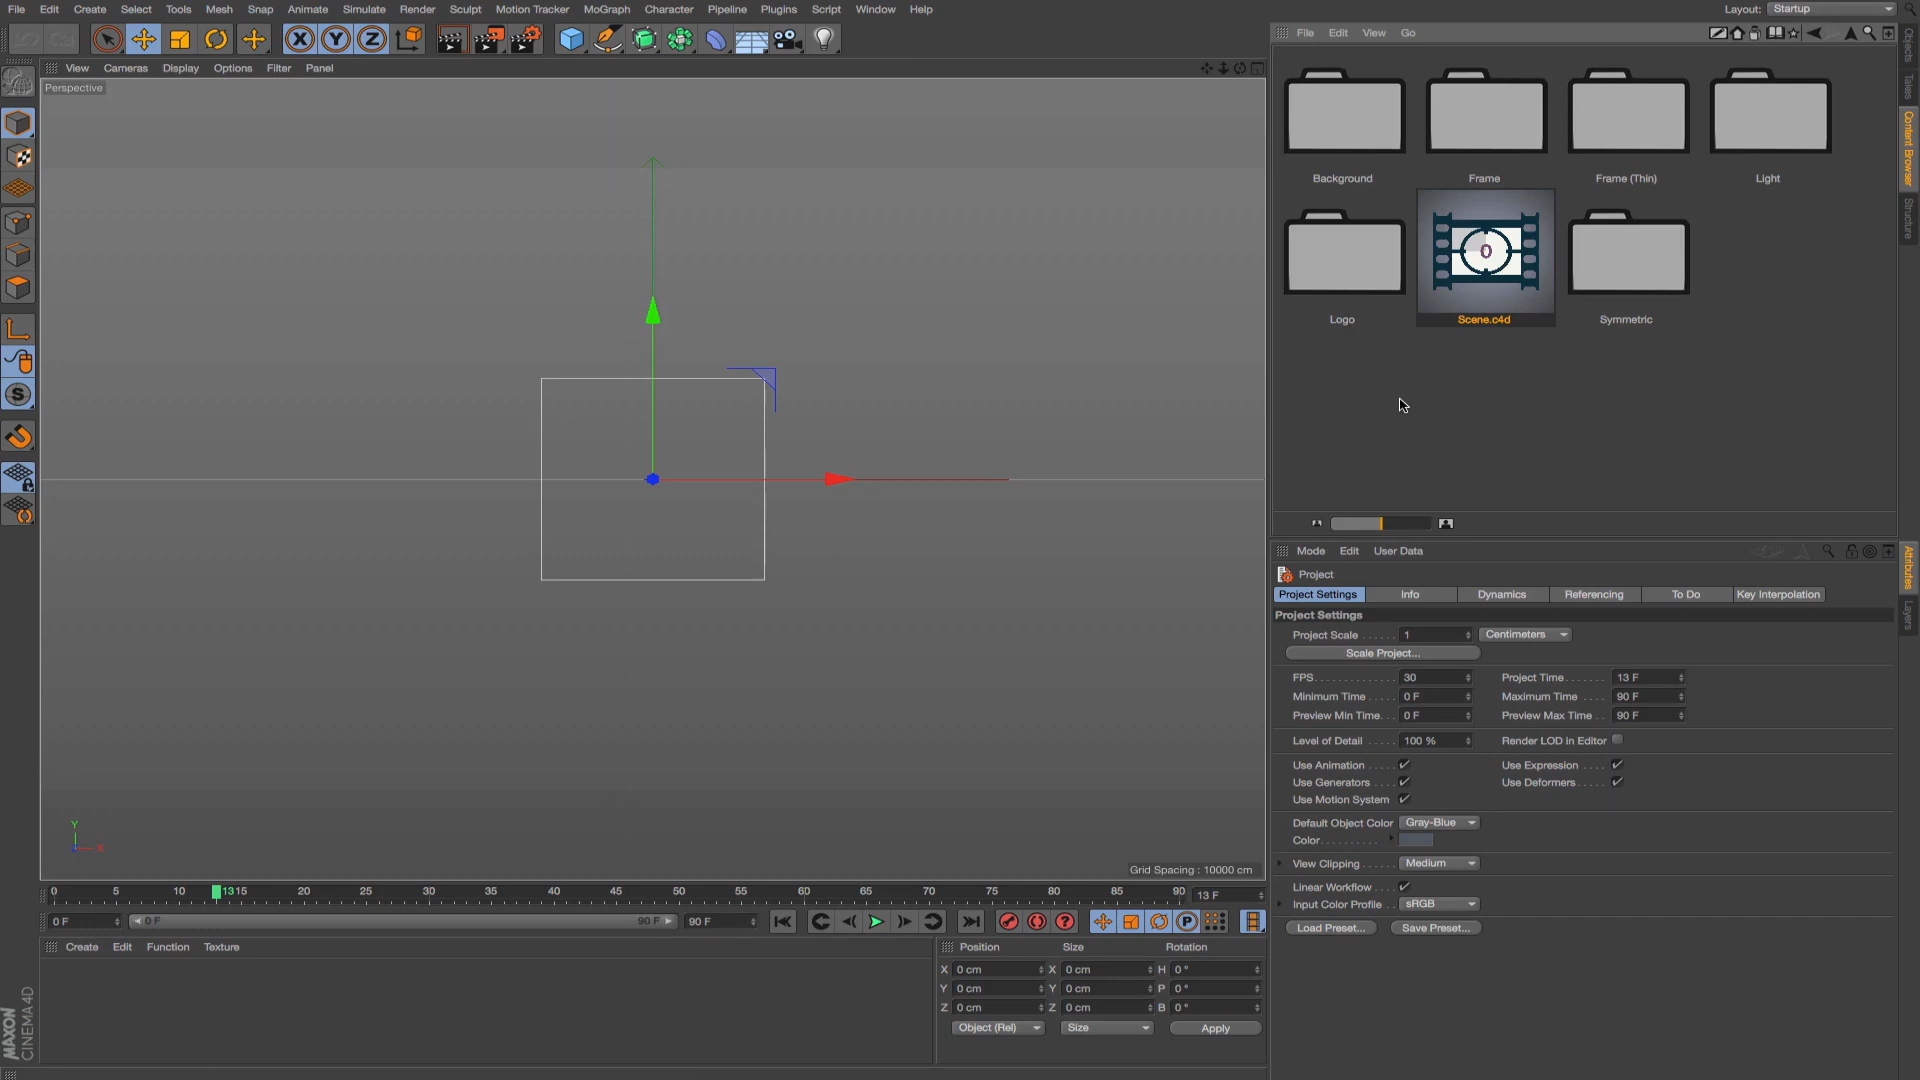 File Edit Create Select Tools Mesh Snap Animate Simulate Render Sculpt Motion Tracker MoGraph Character Pipeline Plugins Script Window Help
Layout: Startup
X Y Z
File Edit View Go
View Cameras Display Options Filter Panel
Perspective
Background Frame Frame (Thin) Light
0
Logo Scene.c4d Symmetric
Objects
Takes
Content Browser
Structure
Y
X
Grid Spacing : 10000 cm
Mode Edit User Data
Project
Project Settings Info Dynamics Referencing To Do Key Interpolation
Project Settings
Project Scale 1 Centimeters
Scale Project...
FPS 30 Project Time 13 F
Minimum Time 0 F Maximum Time 90 F
Preview Min Time 0 F Preview Max Time 90 F
Level of Detail 100 % Render LOD in Editor
Use Animation Use Expression
Use Generators Use Deformers
Use Motion System
Default Object Color Gray-Blue
Color
View Clipping Medium
Linear Workflow
Input Color Profile sRGB
Load Preset... Save Preset...
Attributes
Layers
0 5 10 13 15 20 25 30 35 40 45 50 55 60 65 70 75 80 85 90 13 F
0 F 0 F 90 F 90 F
P
Create Edit Function Texture
Position Size Rotation
X 0 cm X 0 cm H 0 °
Y 0 cm Y 0 cm P 0 °
Z 0 cm Z 0 cm B 0 °
Object (Rel) Size Apply
MAXON
CINEMA4D